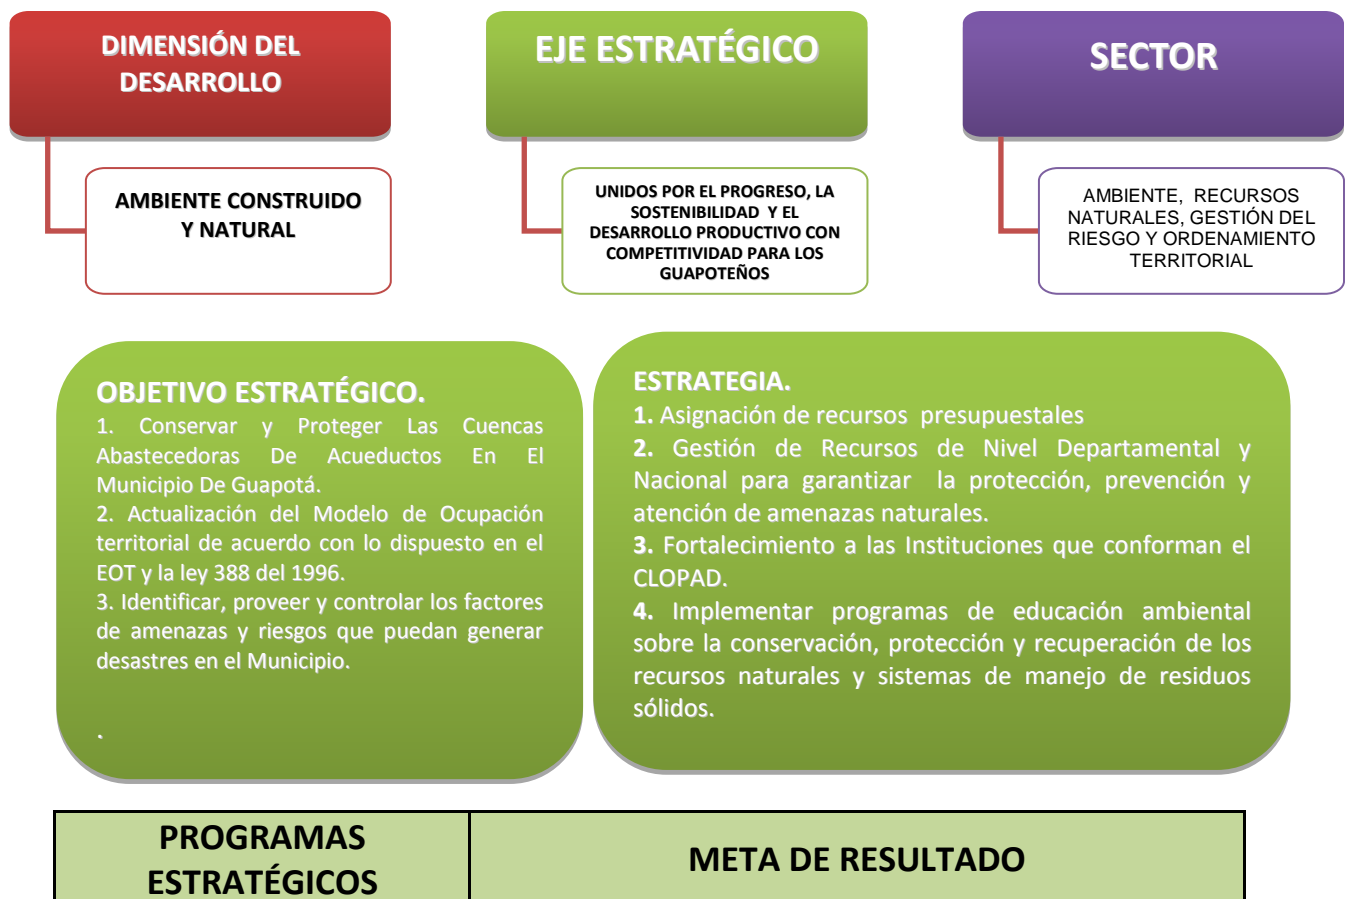 DIMENSIÓN DEL
DESARROLLO
AMBIENTE CONSTRUIDO
Y NATURAL
EJE ESTRATÉGICO
UNIDOS POR EL PROGRESO, LA
SOSTENIBILIDAD Y EL
DESARROLLO PRODUCTIVO CON
COMPETITIVIDAD PARA LOS
GUAPOTEÑOS
SECTOR
AMBIENTE, RECURSOS
NATURALES, GESTIÓN DEL
RIESGO Y ORDENAMIENTO
TERRITORIAL
OBJETIVO ESTRATÉGICO.
1. Conservar y Proteger Las Cuencas
Abastecedoras De Acueductos En El
Municipio De Guapotá.
2. Actualización del Modelo de Ocupación
territorial de acuerdo con lo dispuesto en el
EOT y la ley 388 del 1996.
3. Identificar, proveer y controlar los factores
de amenazas y riesgos que puedan generar
desastres en el Municipio.
.
ESTRATEGIA.
1. Asignación de recursos presupuestales
2. Gestión de Recursos de Nivel Departamental y
Nacional para garantizar la protección, prevención y
atención de amenazas naturales.
3. Fortalecimiento a las Instituciones que conforman el
CLOPAD.
4. Implementar programas de educación ambiental
sobre la conservación, protección y recuperación de los
recursos naturales y sistemas de manejo de residuos
sólidos.
PROGRAMAS
ESTRATÉGICOS
META DE RESULTADO